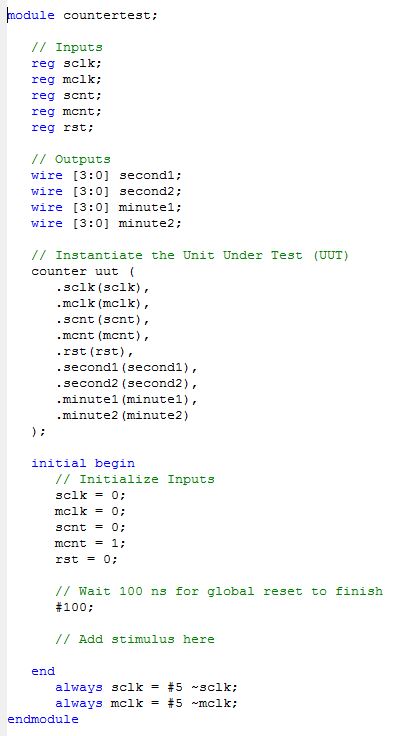 module countertest;
// Inputs
reg sclk;
reg mclk;
reg scnt;
reg mcnt;
reg rst;
// Outputs
wire [3:0] second1;
wire [3:0] second2;
wire [3:0] minute1;
wire [3:0] minute2;
// Instantiate the Unit Under Test (UUT)
counter uut (
.sclk(sclk),
.mclk(mclk),
.scnt(scnt),
.mcnt(mcnt),
.rst(rst),
.second1(second1),
.second2(second2),
.minute1(minute1),
.minute2(minute2)
);
initial begin
// Initialize Inputs
sclk = 0;
mclk = 0;
scnt = 0;
mcnt = 1;
rst = 0;
// Wait 100 ns for global reset to finish
#100;
// Add stimulus here
end
always sclk = #5 ~sclk;
always mclk = #5 ~mclk;
endmodule